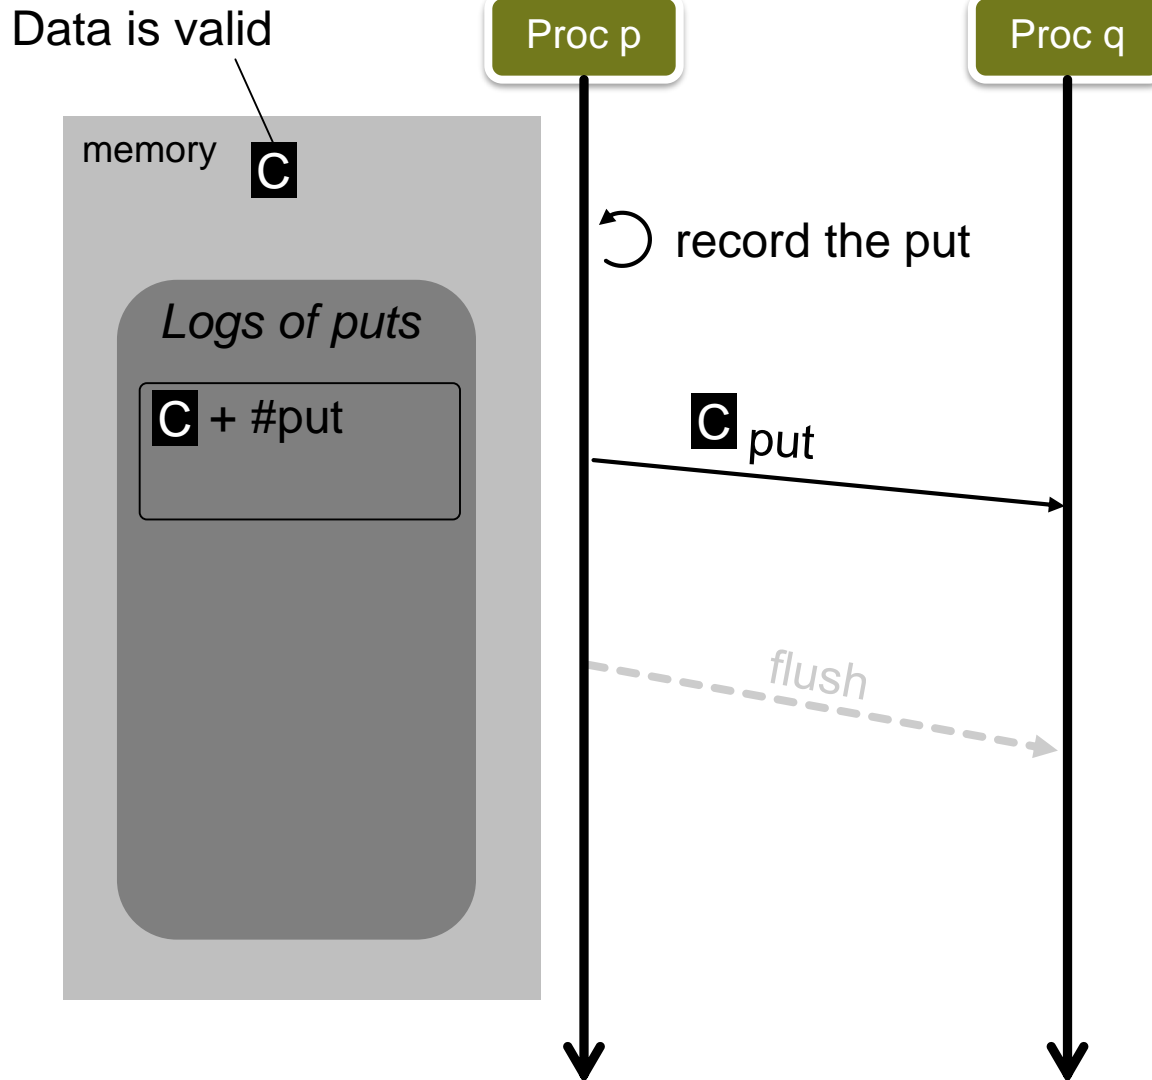 Data is valid
Proc p
Proc q
memory
C
record the put
Logs of puts
C + #put
C put
flush